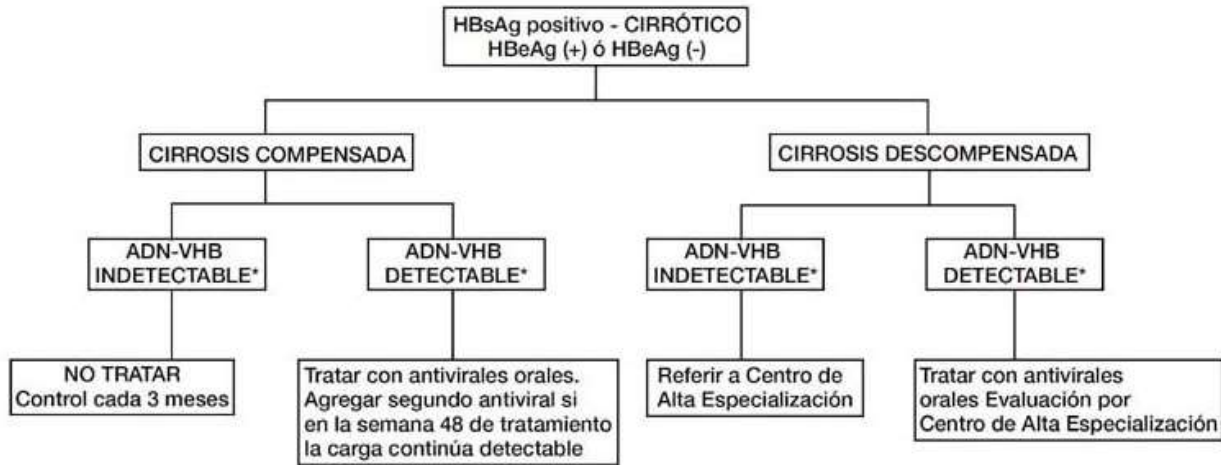 HBsAg positivo - CIRRÓTICO
HBeAg (+) ó HBeAg (-)
CIRROSIS COMPENSADA
CIRROSIS DESCOMPENSADA
ADN-VHB
INDETECTABLE*
ADN-VHB
DETECTABLE*
ADN-VHB
INDETECTABLE*
ADN-VHB
DETECTABLE*
NO TRATAR
Control cada 3 meses
Tratar con antivirales orales.
Agregar segundo antiviral si
en la semana 48 de tratamiento
la carga continúa detectable
Referir a Centro de
Alta Especialización
Tratar con antivirales
orales Evaluación por
Centro de Alta Especialización